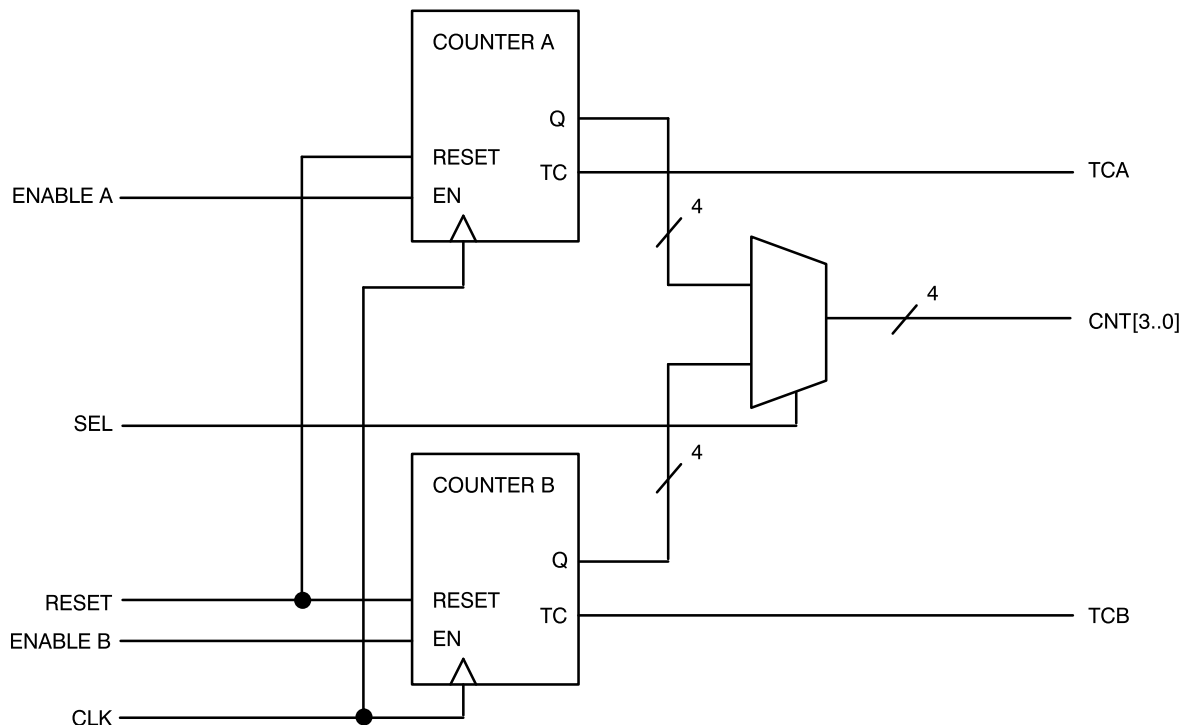 COUNTER A
Q
RESET
TC
TCA
ENABLE A
EN
4
4
CNT[3..0]
SEL
4
COUNTER B
Q
RESET
RESET
TC
TCB
ENABLE B
EN
CLK